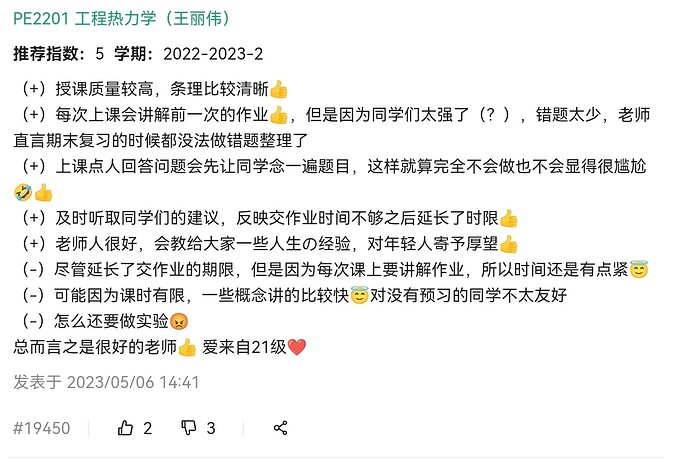 PE2201 工程热力学（王丽伟）
推荐指数：5 学期：2022-2023-2
（+）授课质量较高，条理比较清晰👍
（+）每次上课会讲解前一次的作业👍，但是因为同学们太强了（？），错题太少，老师
直言期末复习的时候都没法做错题整理了
（+）上课点人回答问题会先让同学念一遍题目，这样就算完全不会做也不会显得很尴尬
🤣👍
（+）及时听取同学们的建议，反映交作业时间不够之后延长了时限👍
（+）老师人很好，会教给大家一些人生の经验，对年轻人寄予厚望👍
（-）尽管延长了交作业的期限，但是因为每次课上要讲解作业，所以时间还是有点紧😇
（-）可能因为课时有限，一些概念讲的比较快😇对没有预习的同学不太友好
（-）怎么还要做实验😡
总而言之是很好的老师👍 爱来自21级❤️
发表于 2023/05/06 14:41
#19450 2 3